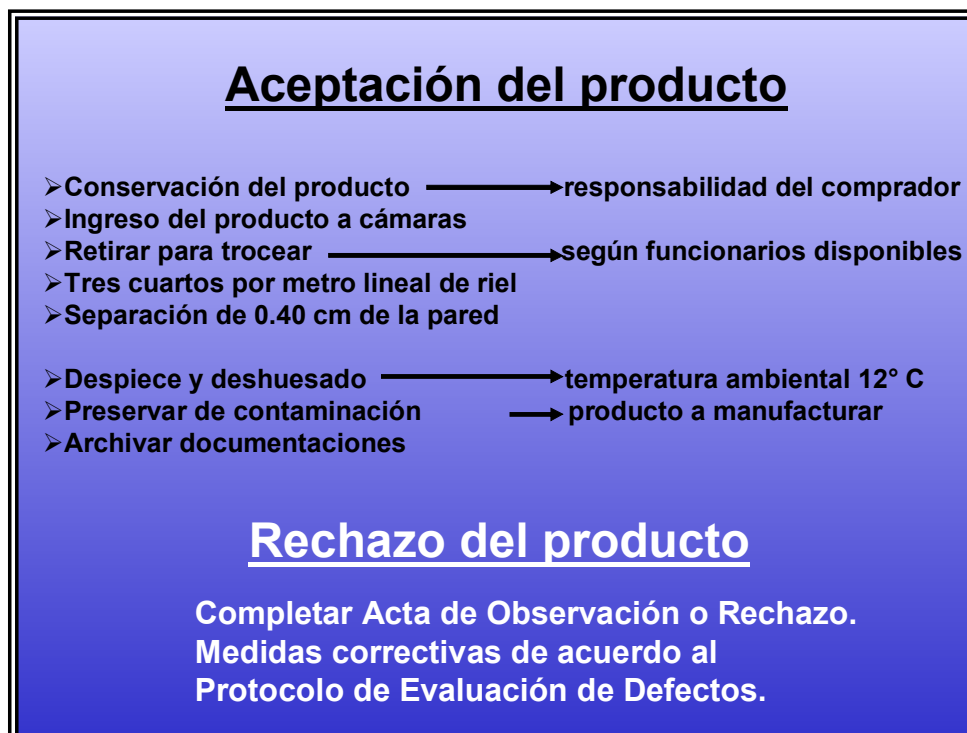 Aceptación del producto
➢Conservación del producto → responsabilidad del comprador
➢Ingreso del producto a cámaras
➢Retirar para trocear → según funcionarios disponibles
➢Tres cuartos por metro lineal de riel
➢Separación de 0.40 cm de la pared
➢Despiece y deshuesado → temperatura ambiental 12° C
➢Preservar de contaminación → producto a manufacturar
➢Archivar documentaciones
Rechazo del producto
Completar Acta de Observación o Rechazo.
Medidas correctivas de acuerdo al
Protocolo de Evaluación de Defectos.